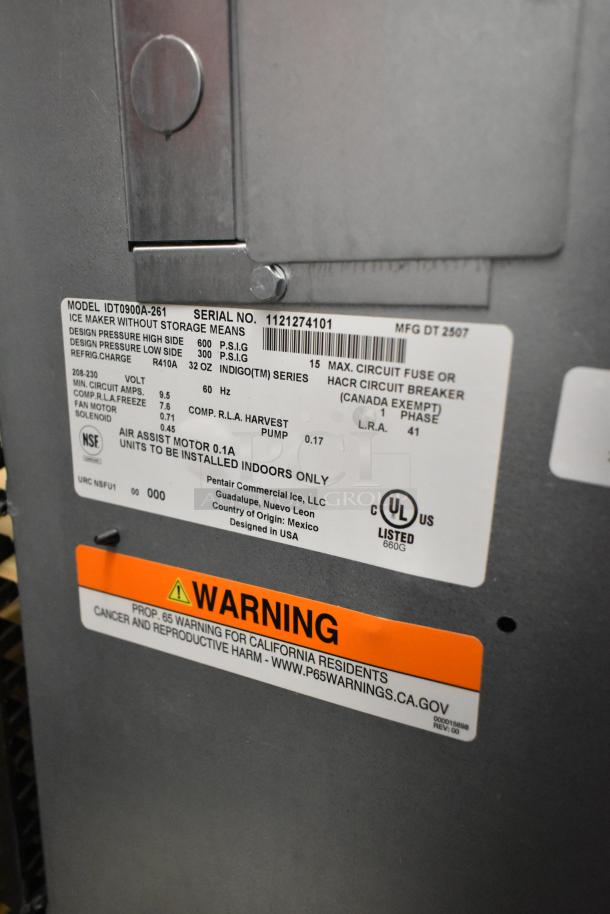 MODEL IDT0900A-261 SERIAL NO. 1121274101 MFG DT 2507
ICE MAKER WITHOUT STORAGE MEANS
DESIGN PRESSURE HIGH SIDE 600 P.S.I.G
DESIGN PRESSURE LOW SIDE 300 P.S.I.G
REFRIG.CHARGE R410A 32 OZ INDIGO(TM) SERIES
15 MAX. CIRCUIT FUSE OR
HACR CIRCUIT BREAKER
(CANADA EXEMPT)
208-230 VOLT 60 Hz 1 PHASE
MIN. CIRCUIT AMPS. 9.5
COMP.R.L.A.FREEZE 7.6 COMP. R.L.A. HARVEST L.R.A. 41
FAN MOTOR 0.71 PUMP 0.17
SOLENOID 0.45
AIR ASSIST MOTOR 0.1A
UNITS TO BE INSTALLED INDOORS ONLY
NSF
Pentair Commercial Ice, LLC
Guadalupe, Nuevo Leon
Country of Origin: Mexico
Designed in USA
URC NSFU1 00 000
C UL US
LISTED
660G
WARNING
PROP. 65 WARNING FOR CALIFORNIA RESIDENTS
CANCER AND REPRODUCTIVE HARM - WWW.P65WARNINGS.CA.GOV
000015898
REV: 00